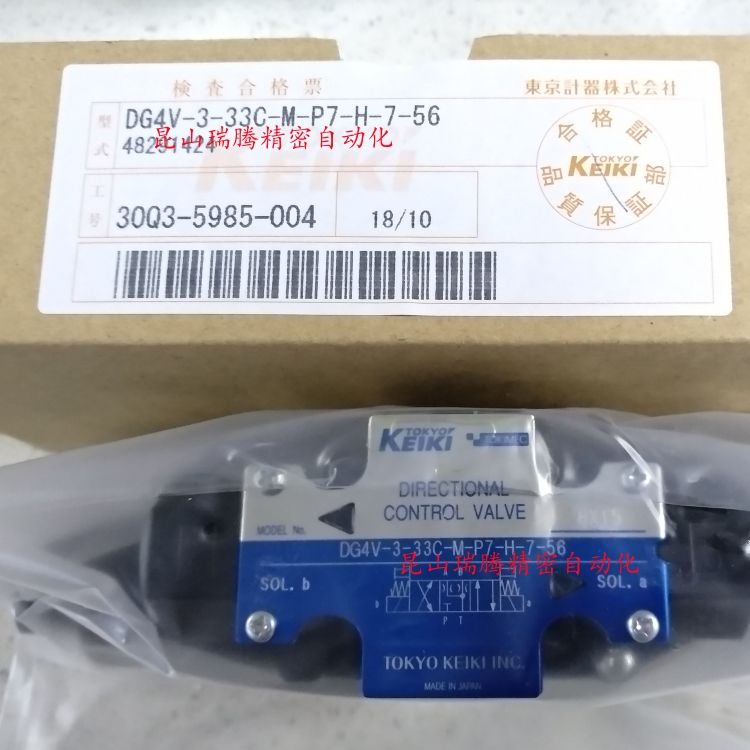 検査合格票
東京計器株式会社
型式
DG4V-3-33C-M-P7-H-7-56
昆山瑞腾精密自动化
KEIKI
工号
30Q3-5985-004
18/10
合格証
TOKYO
KEIKI
品質保証部
TOKYO
KEIKI
TOKIMEC
DIRECTIONAL
CONTROL VALVE
MODEL No.
DG4V-3-33C-M-P7-H-7-56
昆山瑞腾精密自动化
SOL. b
SOL. a
A B
b
a
P T
TOKYO KEIKI INC.
MADE IN JAPAN